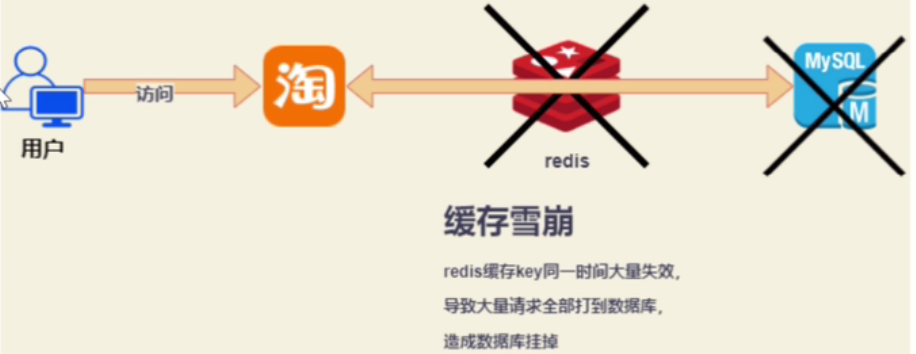 淘
MySQL
M
访问
用户
redis
缓存雪崩
redis缓存key同一时间大量失效，
导致大量请求全部打到数据库，
造成数据库挂掉